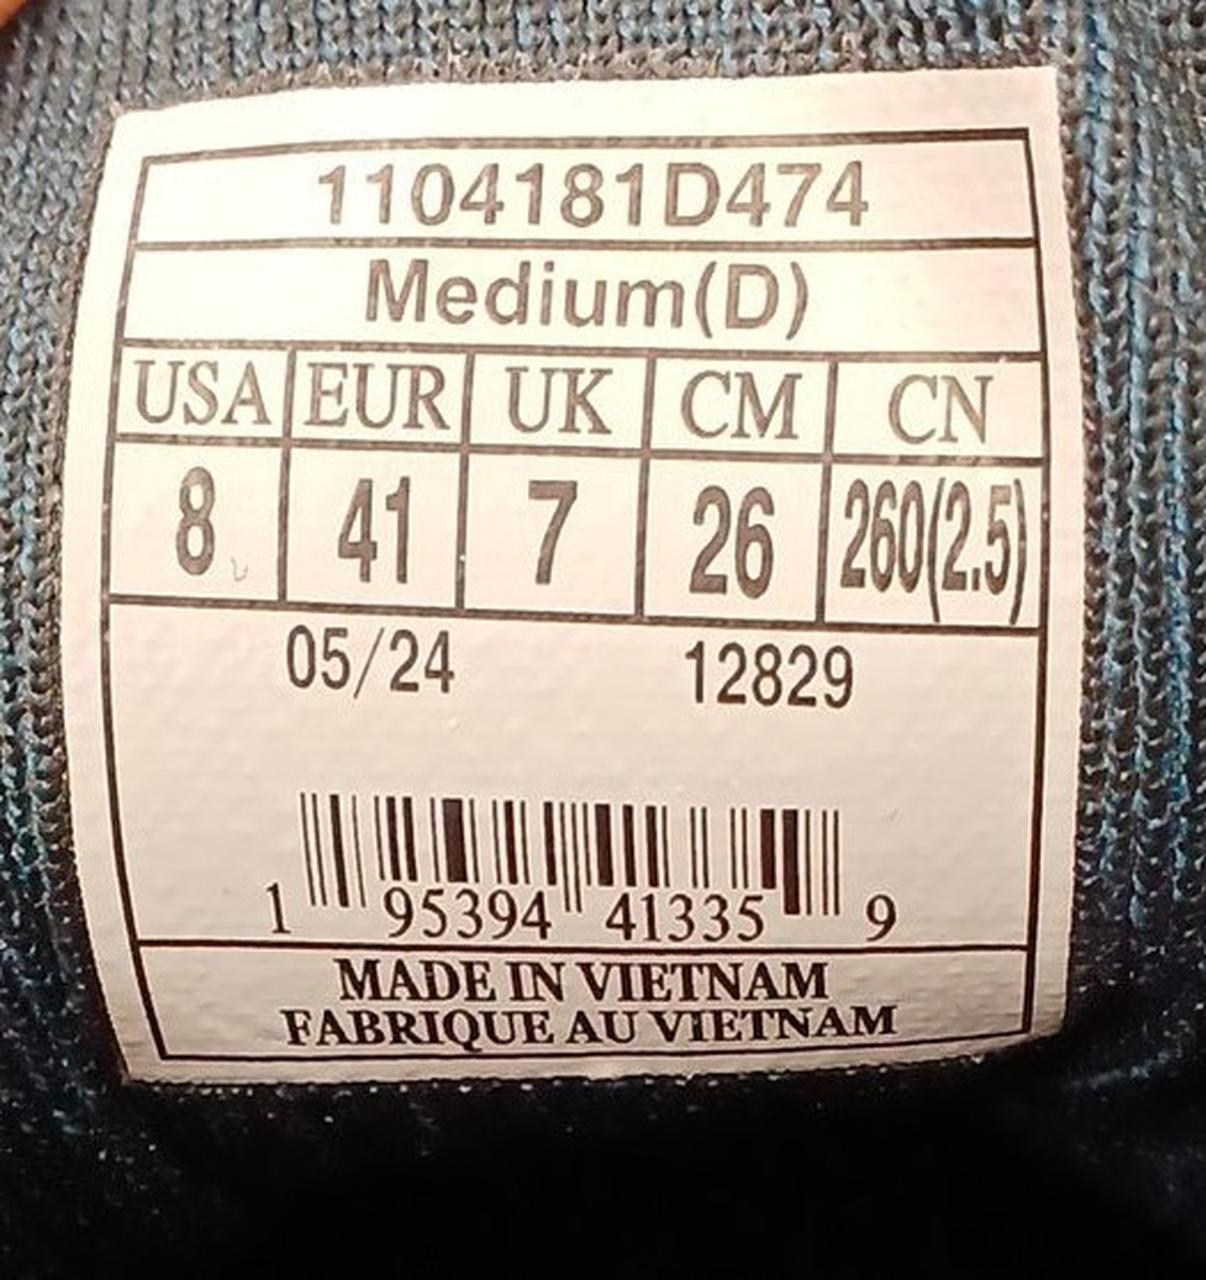 1104181D474
Medium(D)
USA EUR UK CM CN
8 41 7 26 260(2.5)
05/24 12829
1 95394 41335 9
MADE IN VIETNAM
FABRIQUE AU VIETNAM